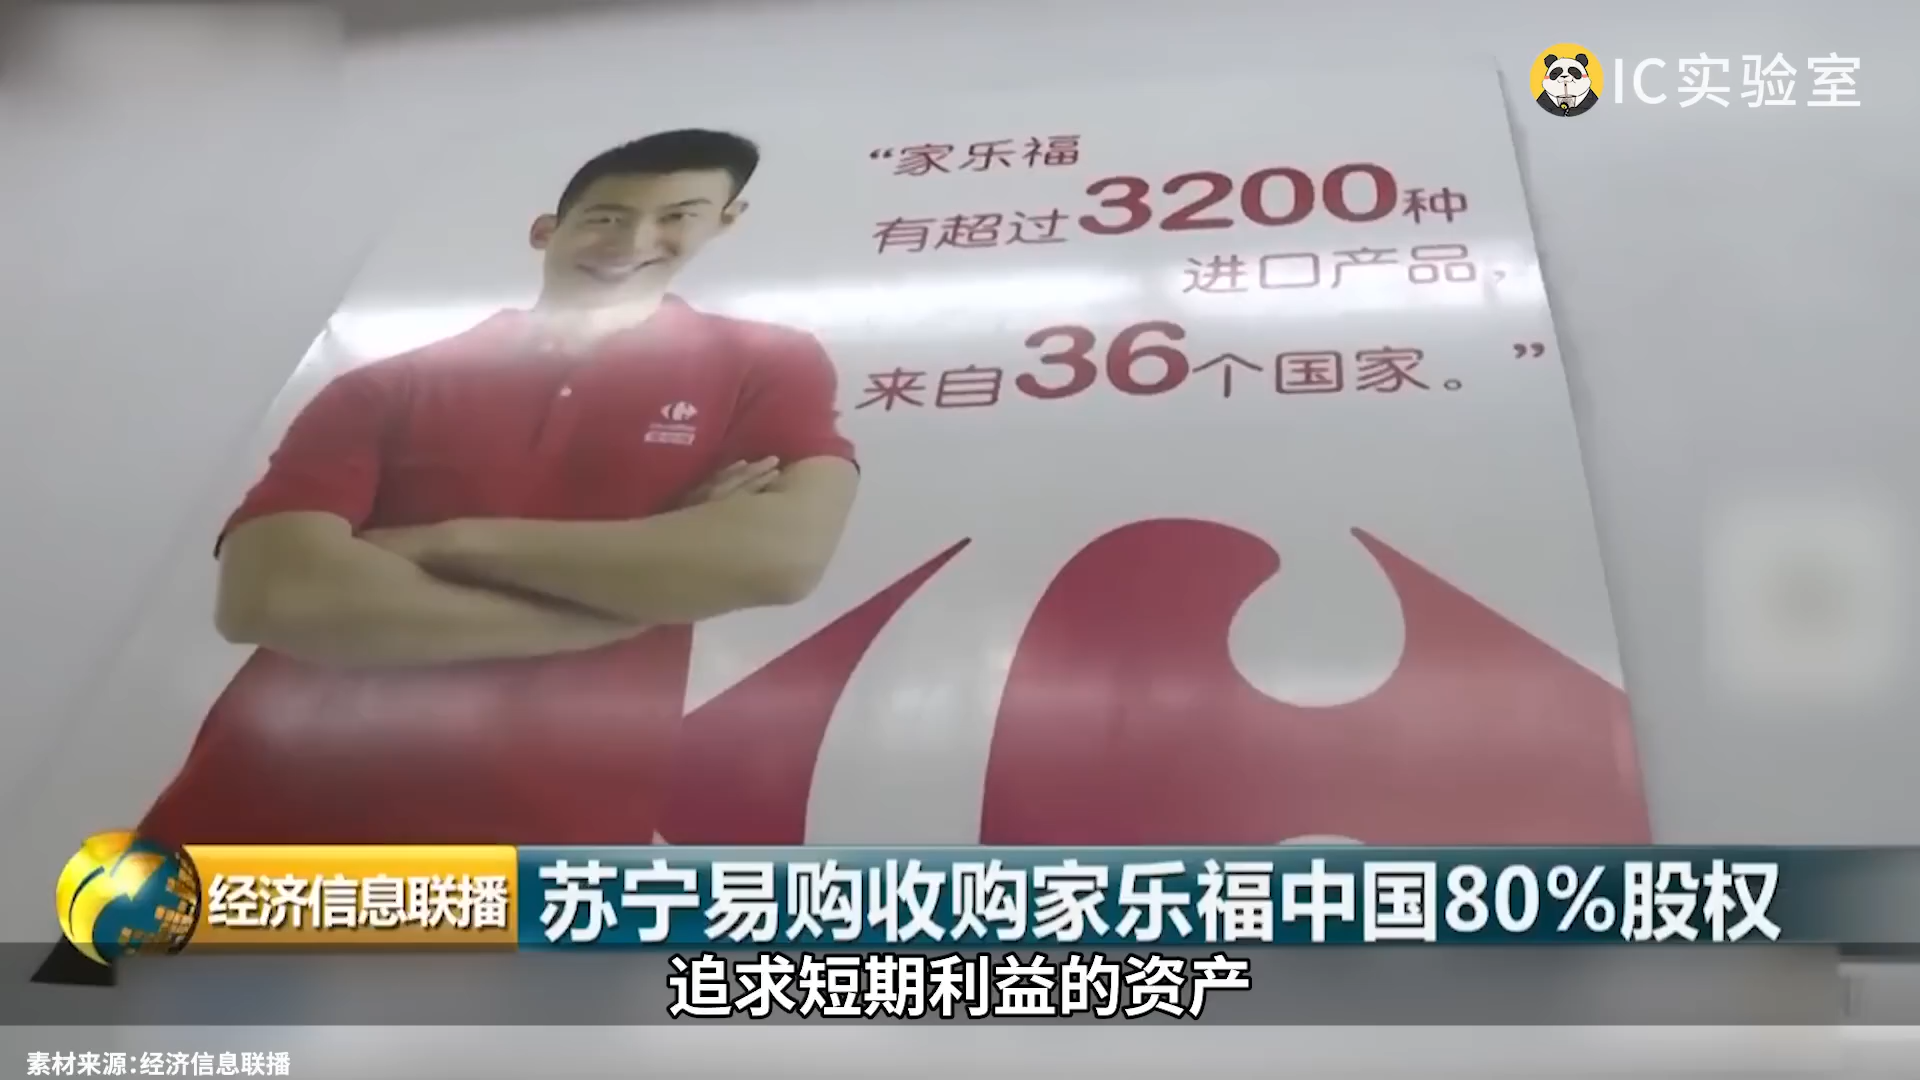 IC实验室
“家乐福
有超过3200种
进口产品，
来自36个国家。”
经济信息联播
苏宁易购收购家乐福中国80%股权
追求短期利益的资产
素材来源:经济信息联播